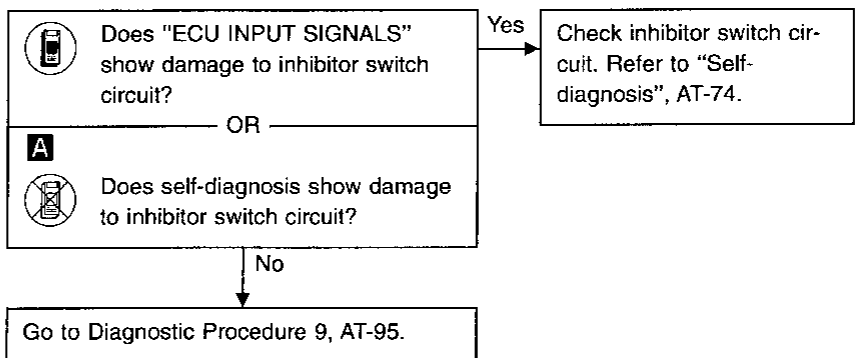 Does "ECU INPUT SIGNALS"
show damage to inhibitor switch
circuit?
Yes
Check inhibitor switch cir-
cuit. Refer to "Self-
diagnosis", AT-74.
OR
A
Does self-diagnosis show damage
to inhibitor switch circuit?
No
Go to Diagnostic Procedure 9, AT-95.